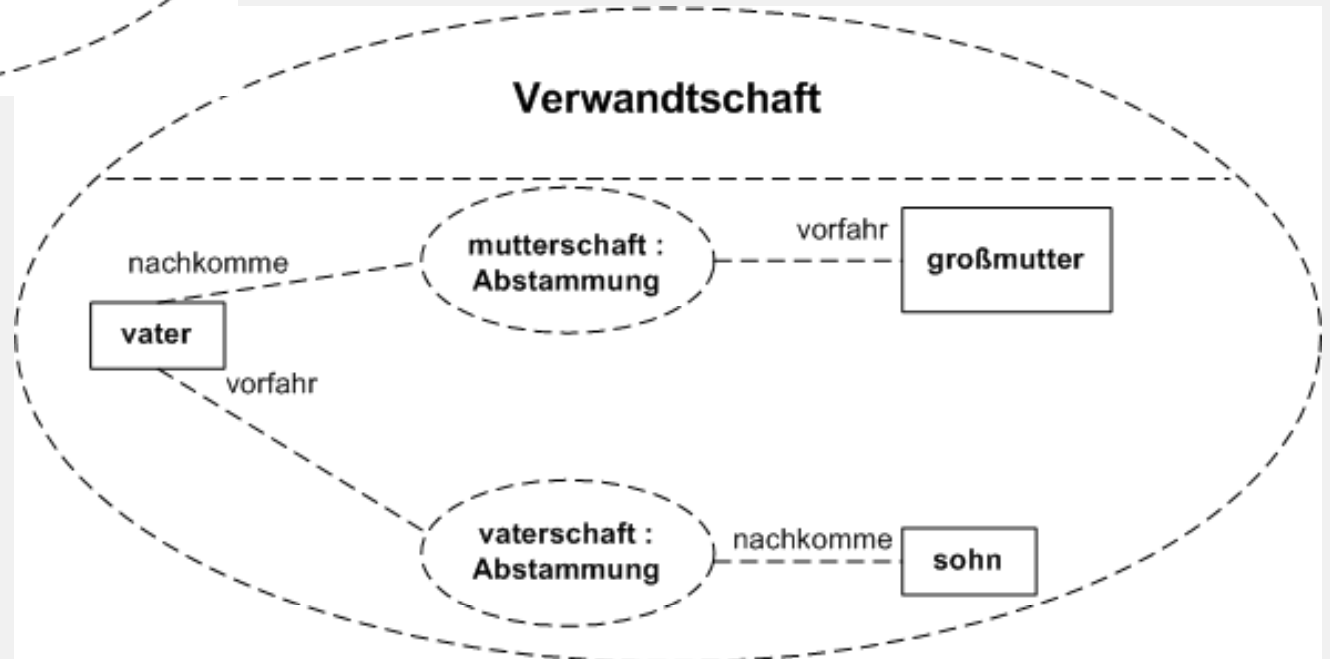 Verwandtschaft
mutterschaft :
Abstammung
vorfahr
großmutter
nachkomme
vater
vorfahr
vaterschaft :
Abstammung
nachkomme
sohn